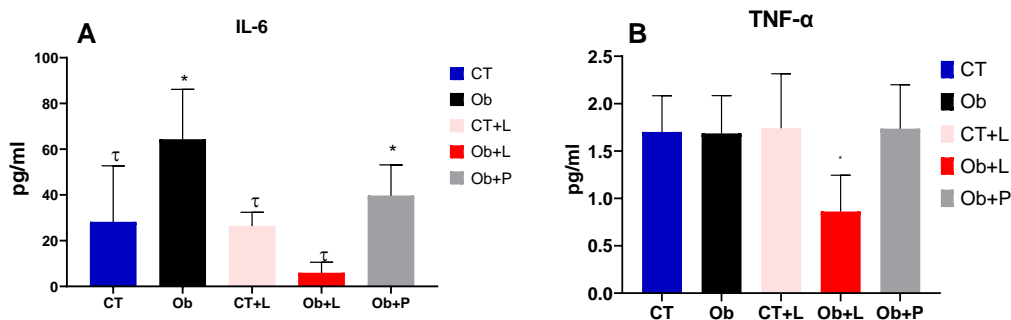 A
IL-6
100
80
60
40
20
0
pg/ml
τ
*
τ
τ
*
CT Ob CT+L Ob+L Ob+P
CT
Ob
CT+L
Ob+L
Ob+P
B
TNF-α
2.5
2.0
1.5
1.0
0.5
0.0
pg/ml
CT Ob CT+L Ob+L Ob+P
CT
Ob
CT+L
Ob+L
Ob+P